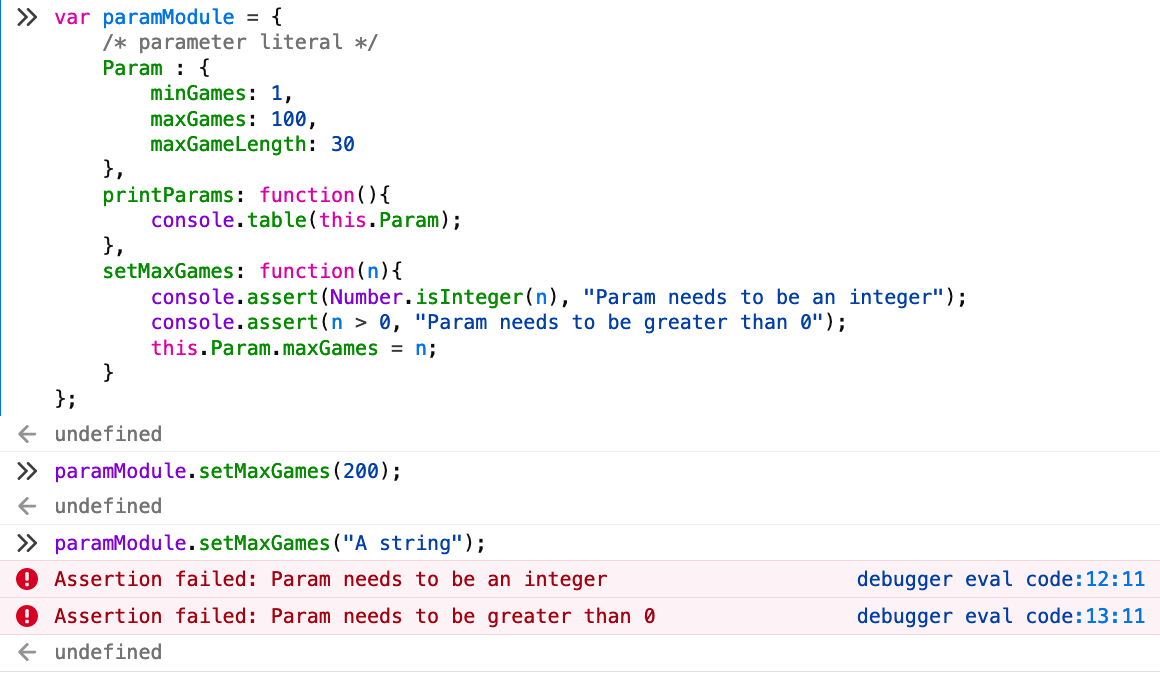 var paramModule = {
    /* parameter literal */
    Param : {
        minGames: 1,
        maxGames: 100,
        maxGameLength: 30
    },
    printParams: function(){
        console.table(this.Param);
    },
    setMaxGames: function(n){
        console.assert(Number.isInteger(n), "Param needs to be an integer");
        console.assert(n > 0, "Param needs to be greater than 0");
        this.Param.maxGames = n;
    }
};
undefined
paramModule.setMaxGames(200);
undefined
paramModule.setMaxGames("A string");
Assertion failed: Param needs to be an integer debugger eval code:12:11
Assertion failed: Param needs to be greater than 0 debugger eval code:13:11
undefined